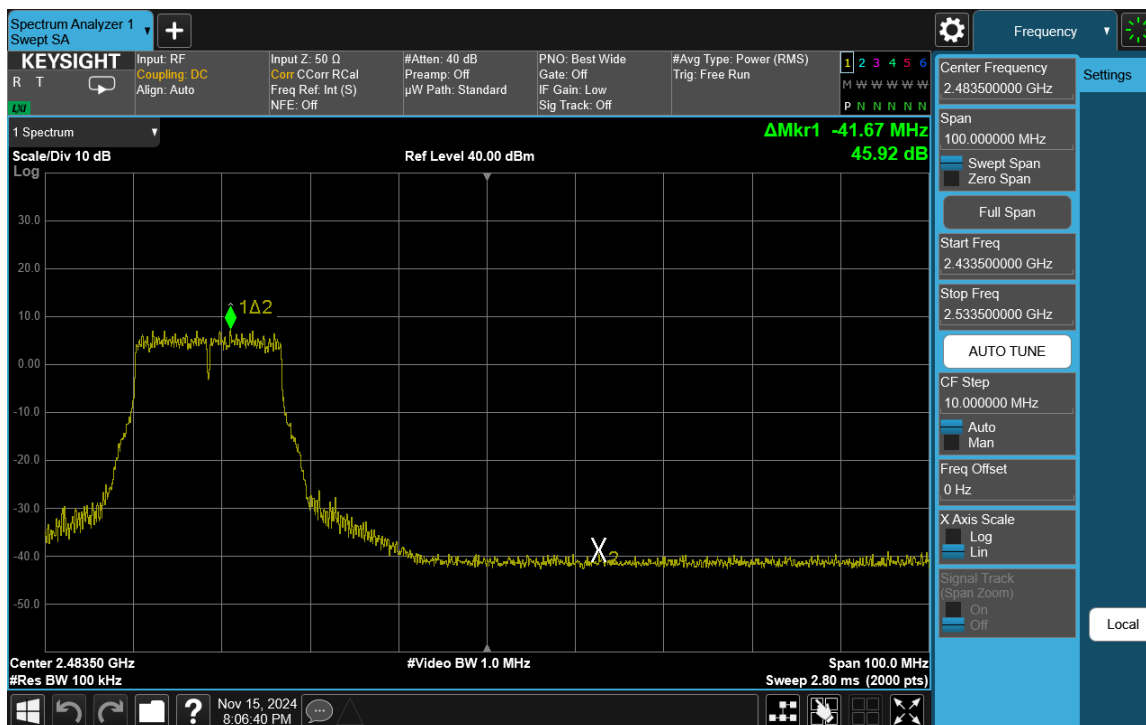 Spectrum Analyzer 1
Swept SA
Frequency
KEYSIGHT
R T
LXI
Input: RF
Coupling: DC
Align: Auto
Input Z: 50 Ω
Corr CCorr RCal
Freq Ref: Int (S)
NFE: Off
#Atten: 40 dB
Preamp: Off
µW Path: Standard
PNO: Best Wide
Gate: Off
IF Gain: Low
Sig Track: Off
#Avg Type: Power (RMS)
Trig: Free Run
1 2 3 4 5 6
M W W W W W
P N N N N N
1 Spectrum
ΔMkr1 -41.67 MHz
45.92 dB
Scale/Div 10 dB
Ref Level 40.00 dBm
Log
30.0
20.0
10.0
0.00
-10.0
-20.0
-30.0
-40.0
-50.0
1Δ2
X2
Center 2.48350 GHz
#Video BW 1.0 MHz
Span 100.0 MHz
#Res BW 100 kHz
Sweep 2.80 ms (2000 pts)
Center Frequency
2.483500000 GHz
Settings
Span
100.000000 MHz
Swept Span
Zero Span
Full Span
Start Freq
2.433500000 GHz
Stop Freq
2.533500000 GHz
AUTO TUNE
CF Step
10.000000 MHz
Auto
Man
Freq Offset
0 Hz
X Axis Scale
Log
Lin
Signal Track
(Span Zoom)
On
Off
Local
?
Nov 15, 2024
8:06:40 PM